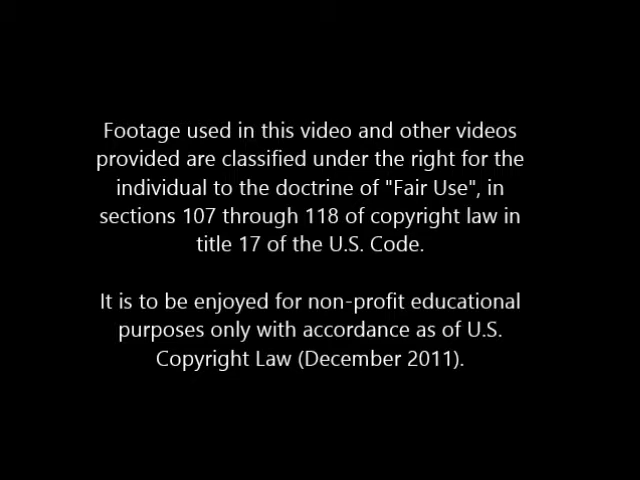 Footage used in this video and other videos
provided are classified under the right for the
individual to the doctrine of "Fair Use", in
sections 107 through 118 of copyright law in
title 17 of the U.S. Code.
It is to be enjoyed for non-profit educational
purposes only with accordance as of U.S.
Copyright Law (December 2011).